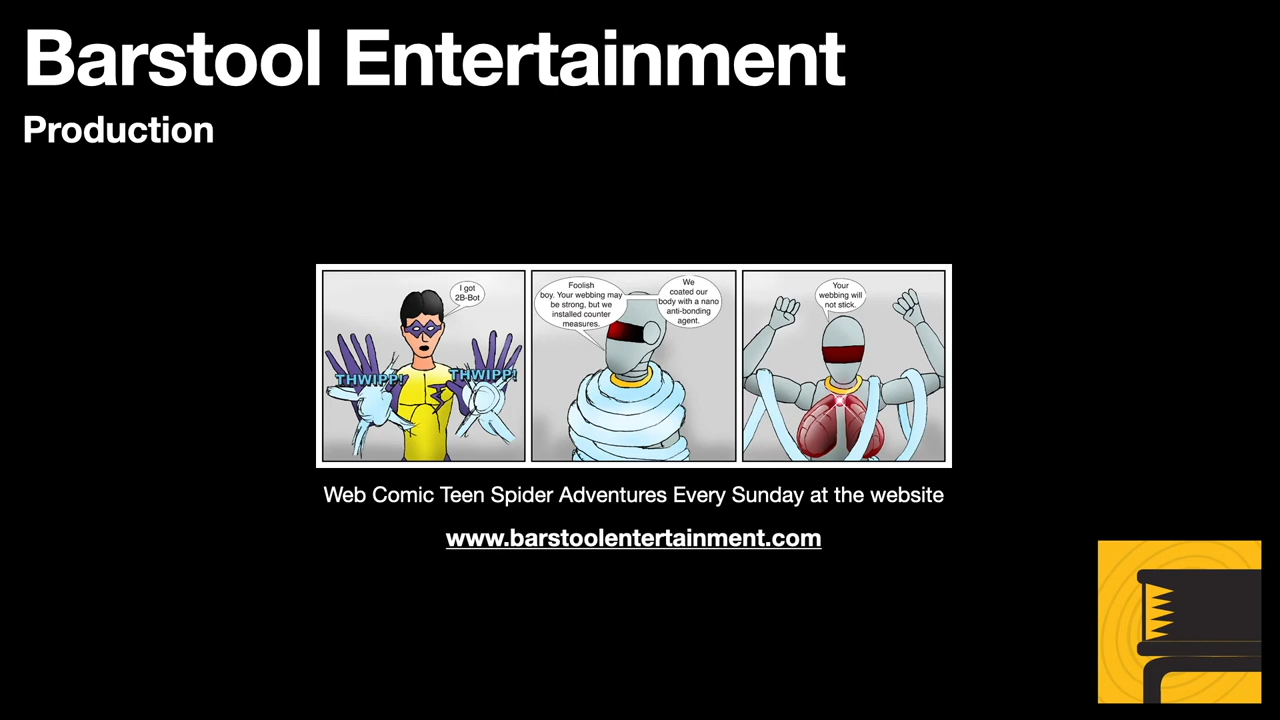 Barstool Entertainment
Production
I got
2B-Bot
THWIPP!
THWIPP!
Foolish
boy. Your webbing may
be strong, but we
installed counter
measures.
We
coated our
body with a nano
anti-bonding
agent.
Your
webbing will
not stick.
Web Comic Teen Spider Adventures Every Sunday at the website
www.barstoolentertainment.com